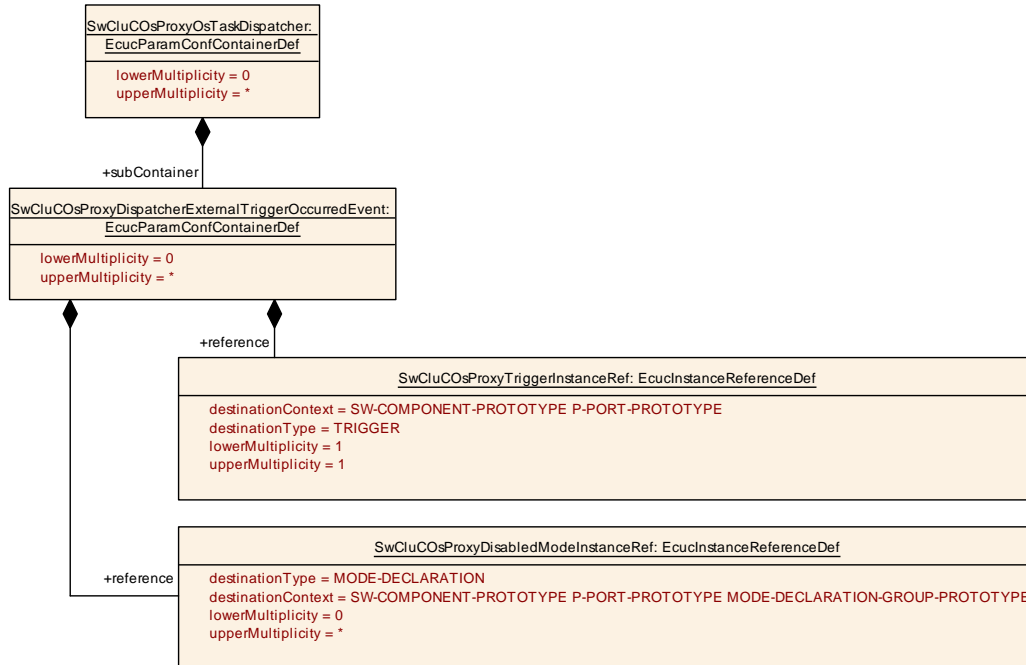 SwCluCOsProxyOsTaskDispatcher:
EcucParamConfContainerDef
lowerMultiplicity = 0
upperMultiplicity = *
+subContainer
SwCluCOsProxyDispatcherExternalTriggerOccurredEvent:
EcucParamConfContainerDef
lowerMultiplicity = 0
upperMultiplicity = *
+reference
SwCluCOsProxyTriggerInstanceRef: EcucInstanceReferenceDef
destinationContext = SW-COMPONENT-PROTOTYPE P-PORT-PROTOTYPE
destinationType = TRIGGER
lowerMultiplicity = 1
upperMultiplicity = 1
SwCluCOsProxyDisabledModeInstanceRef: EcucInstanceReferenceDef
+reference
destinationType = MODE-DECLARATION
destinationContext = SW-COMPONENT-PROTOTYPE P-PORT-PROTOTYPE MODE-DECLARATION-GROUP-PROTOTYPE
lowerMultiplicity = 0
upperMultiplicity = *